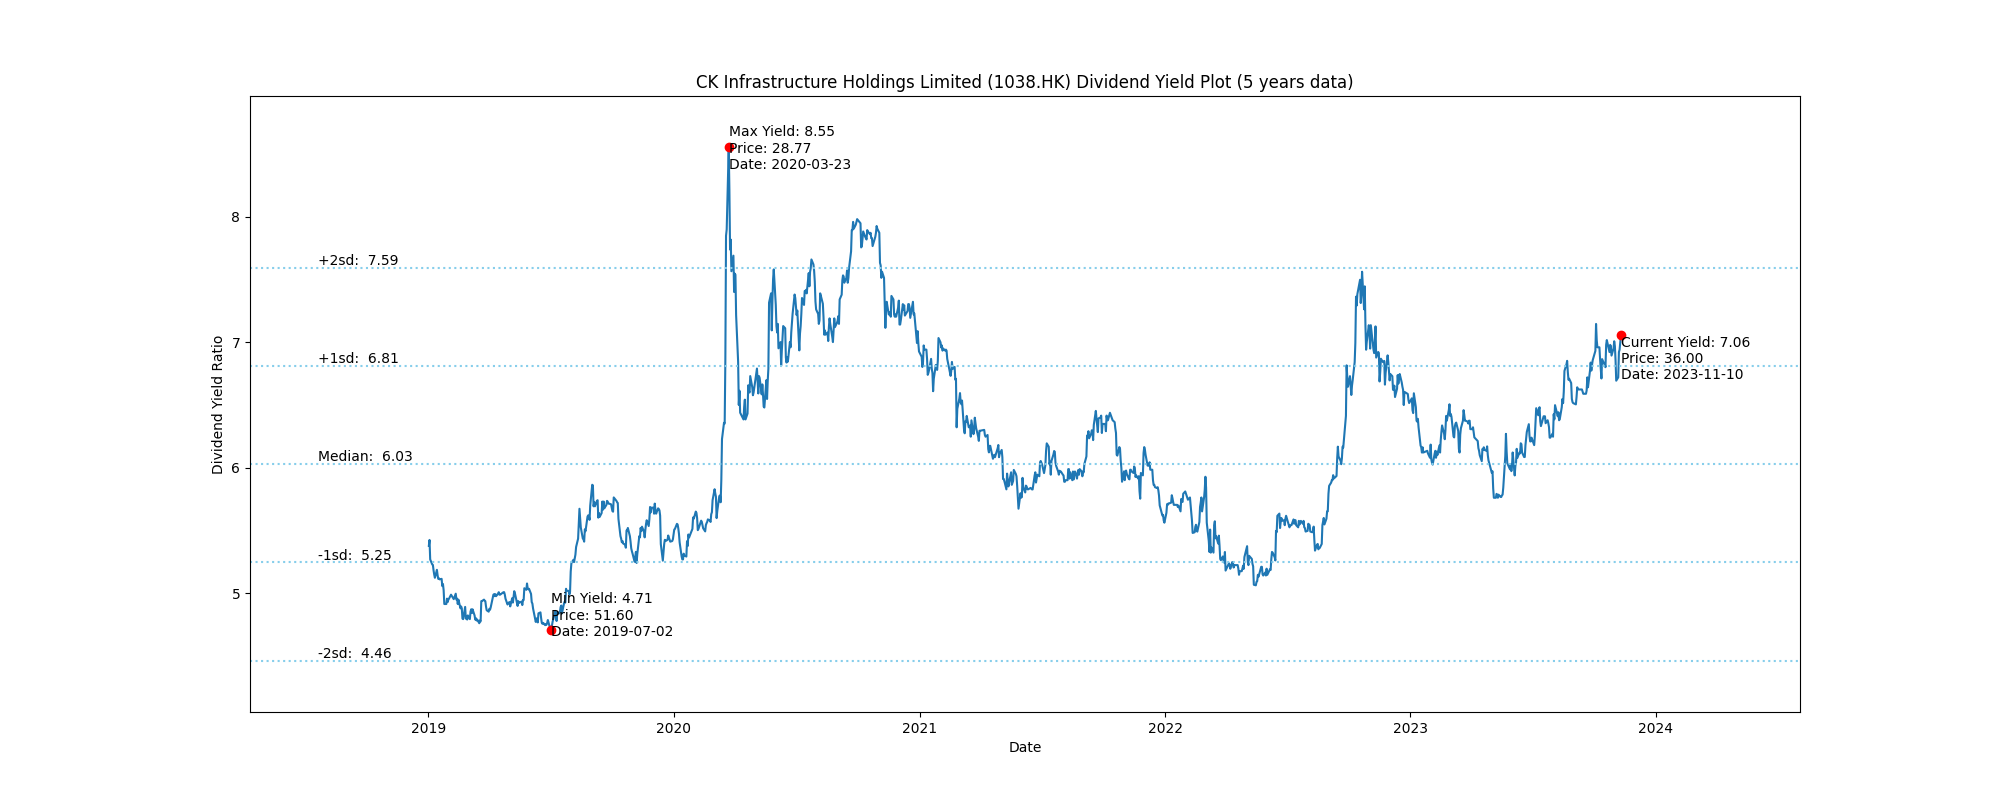 CK Infrastructure Holdings Limited (1038.HK) Dividend Yield Plot (5 years data)
Max Yield: 8.55
Price: 28.77
Date: 2020-03-23
8
+2sd:  7.59
7
Current Yield: 7.06
Price: 36.00
Date: 2023-11-10
+1sd:  6.81
Dividend Yield Ratio
Median:  6.03
6
-1sd:  5.25
5
Min Yield: 4.71
Price: 51.60
Date: 2019-07-02
-2sd:  4.46
2019
2020
2021
2022
2023
2024
Date